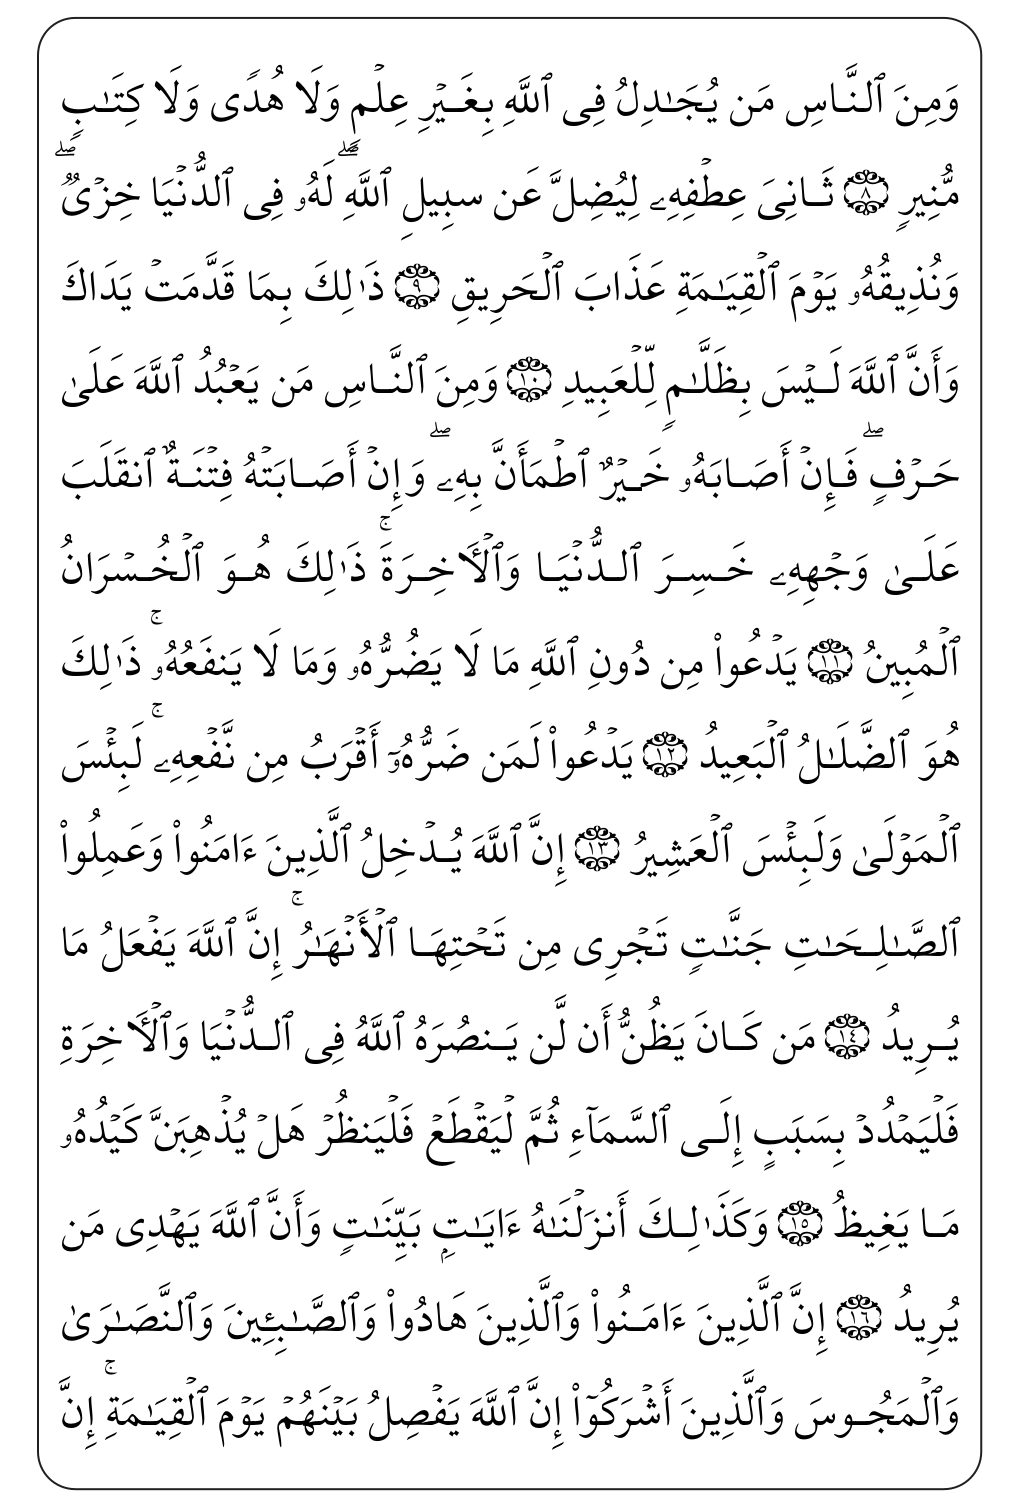 وَمِنَ ٱلنَّاسِ مَن يُجَـٰدِلُ فِى ٱللَّهِ بِغَيْرِ عِلْمٍۢ وَلَا هُدًى وَلَا كِتَـٰبٍۢ
مُّنِيرٍۢ ٨ ثَانِىَ عِطْفِهِۦ لِيُضِلَّ عَن سبِيلِ ٱللَّهِ ۖ لَهُۥ فِى ٱلدُّنْيَا خِزْىٌۭ ۖ
وَنُذِيقُهُۥ يَوْمَ ٱلْقِيَـٰمَةِ عَذَابَ ٱلْحَرِيقِ ٩ ذَٰلِكَ بِمَا قَدَّمَتْ يَدَاكَ
وَأَنَّ ٱللَّهَ لَيْسَ بِظَلَّـٰمٍۢ لِّلْعَبِيدِ ١٠ وَمِنَ ٱلنَّاسِ مَن يَعْبُدُ ٱللَّهَ عَلَىٰ
حَرْفٍۢ ۖ فَإِنْ أَصَابَهُۥ خَيْرٌ ٱطْمَأَنَّ بِهِۦ ۖ وَإِنْ أَصَابَتْهُ فِتْنَةٌ ٱنقَلَبَ
عَلَىٰ وَجْهِهِۦ خَسِرَ ٱلدُّنْيَا وَٱلْـَٔاخِرَةَ ۚ ذَٰلِكَ هُوَ ٱلْخُسْرَانُ
ٱلْمُبِينُ ١١ يَدْعُوا۟ مِن دُونِ ٱللَّهِ مَا لَا يَضُرُّهُۥ وَمَا لَا يَنفَعُهُۥ ۚ ذَٰلِكَ
هُوَ ٱلضَّلَـٰلُ ٱلْبَعِيدُ ١٢ يَدْعُوا۟ لَمَن ضَرُّهُۥٓ أَقْرَبُ مِن نَّفْعِهِۦ ۚ لَبِئْسَ
ٱلْمَوْلَىٰ وَلَبِئْسَ ٱلْعَشِيرُ ١٣ إِنَّ ٱللَّهَ يُدْخِلُ ٱلَّذِينَ ءَامَنُوا۟ وَعَمِلُوا۟
ٱلصَّـٰلِحَـٰتِ جَنَّـٰتٍۢ تَجْرِى مِن تَحْتِهَا ٱلْأَنْهَـٰرُ ۚ إِنَّ ٱللَّهَ يَفْعَلُ مَا
يُرِيدُ ١٤ مَن كَانَ يَظُنُّ أَن لَّن يَنصُرَهُ ٱللَّهُ فِى ٱلدُّنْيَا وَٱلْـَٔاخِرَةِ
فَلْيَمْدُدْ بِسَبَبٍ إِلَى ٱلسَّمَآءِ ثُمَّ لْيَقْطَعْ فَلْيَنظُرْ هَلْ يُذْهِبَنَّ كَيْدُهُۥ
مَا يَغِيظُ ١٥ وَكَذَٰلِكَ أَنزَلْنَـٰهُ ءَايَـٰتٍۭ بَيِّنَـٰتٍۢ وَأَنَّ ٱللَّهَ يَهْدِى مَن
يُرِيدُ ١٦ إِنَّ ٱلَّذِينَ ءَامَنُوا۟ وَٱلَّذِينَ هَادُوا۟ وَٱلصَّـٰبِـِٔينَ وَٱلنَّصَـٰرَىٰ
وَٱلْمَجُوسَ وَٱلَّذِينَ أَشْرَكُوٓا۟ إِنَّ ٱللَّهَ يَفْصِلُ بَيْنَهُمْ يَوْمَ ٱلْقِيَـٰمَةِ ۚ إِنَّ